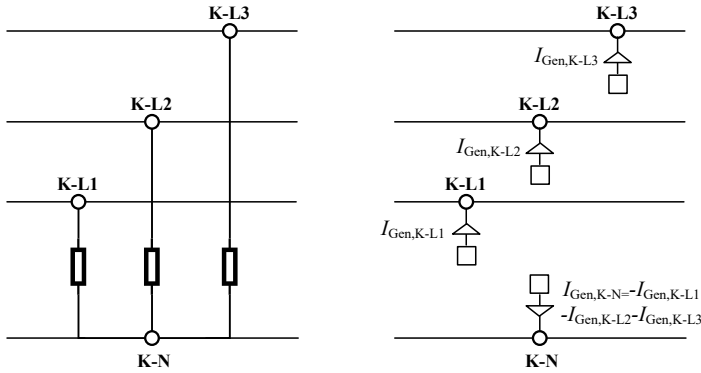 K-L3
K-L2
K-L1
K-N
K-L3
I_Gen,K-L3
K-L2
I_Gen,K-L2
K-L1
I_Gen,K-L1
I_Gen,K-N=-I_Gen,K-L1
-I_Gen,K-L2-I_Gen,K-L3
K-N